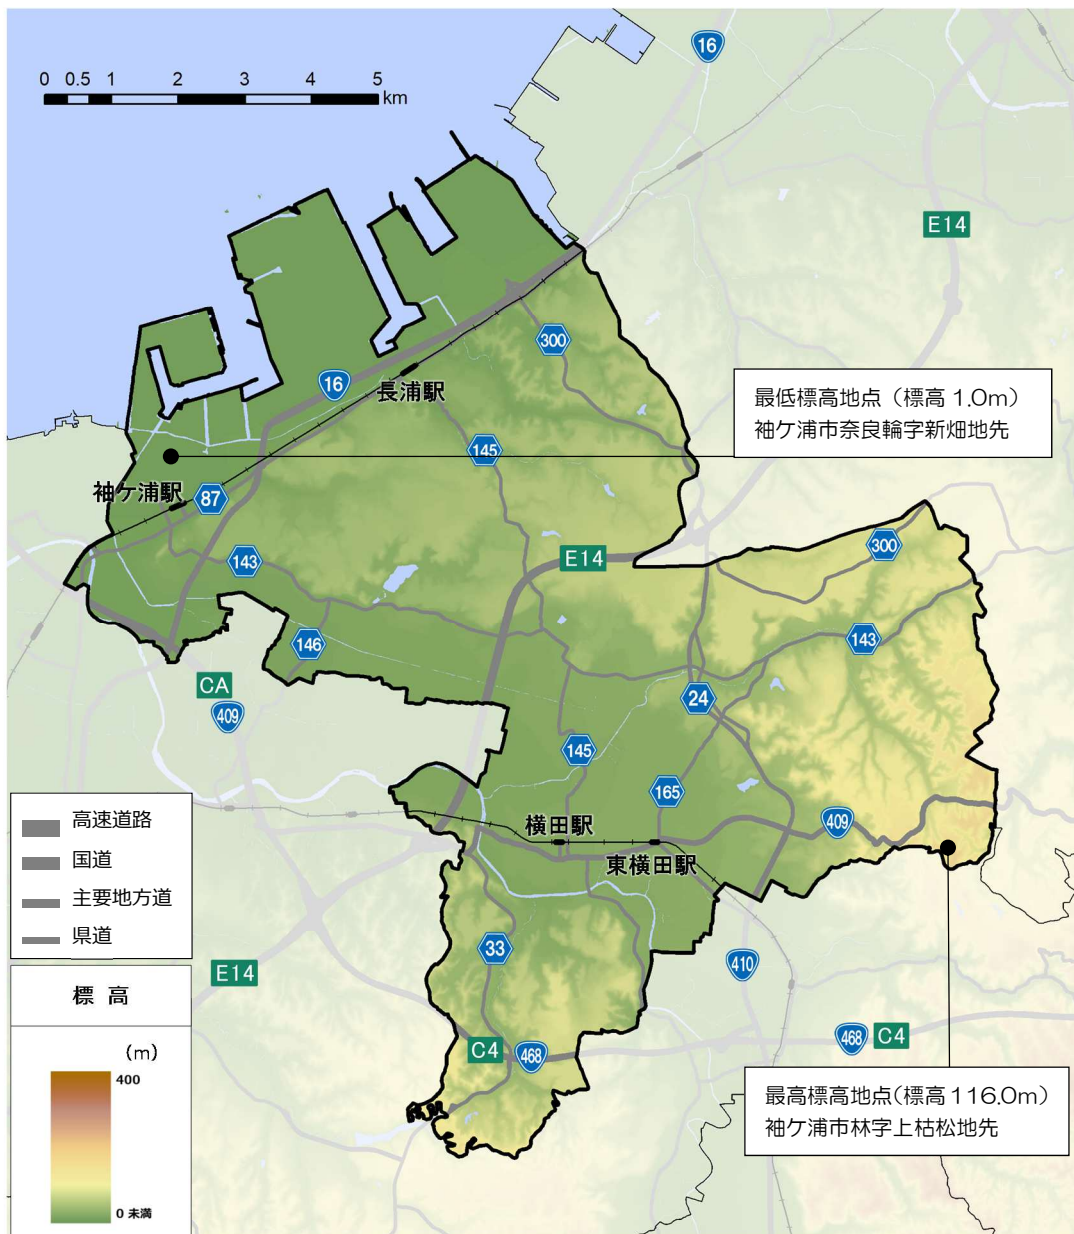 16
0 0.5 1 2 3 4 5
km
E14
300
16
長浦駅
最低標高地点（標高 1.0m）
袖ケ浦市奈良輪字新畑地先
145
袖ケ浦駅
87
300
E14
143
143
146
CA
24
409
145
165
409
横田駅
東横田駅
高速道路
国道
主要地方道
県道
33
410
E14
標 高
(m)
400
0 未満
C4
468
468
C4
最高標高地点(標高116.0m)
袖ケ浦市林字上枯松地先